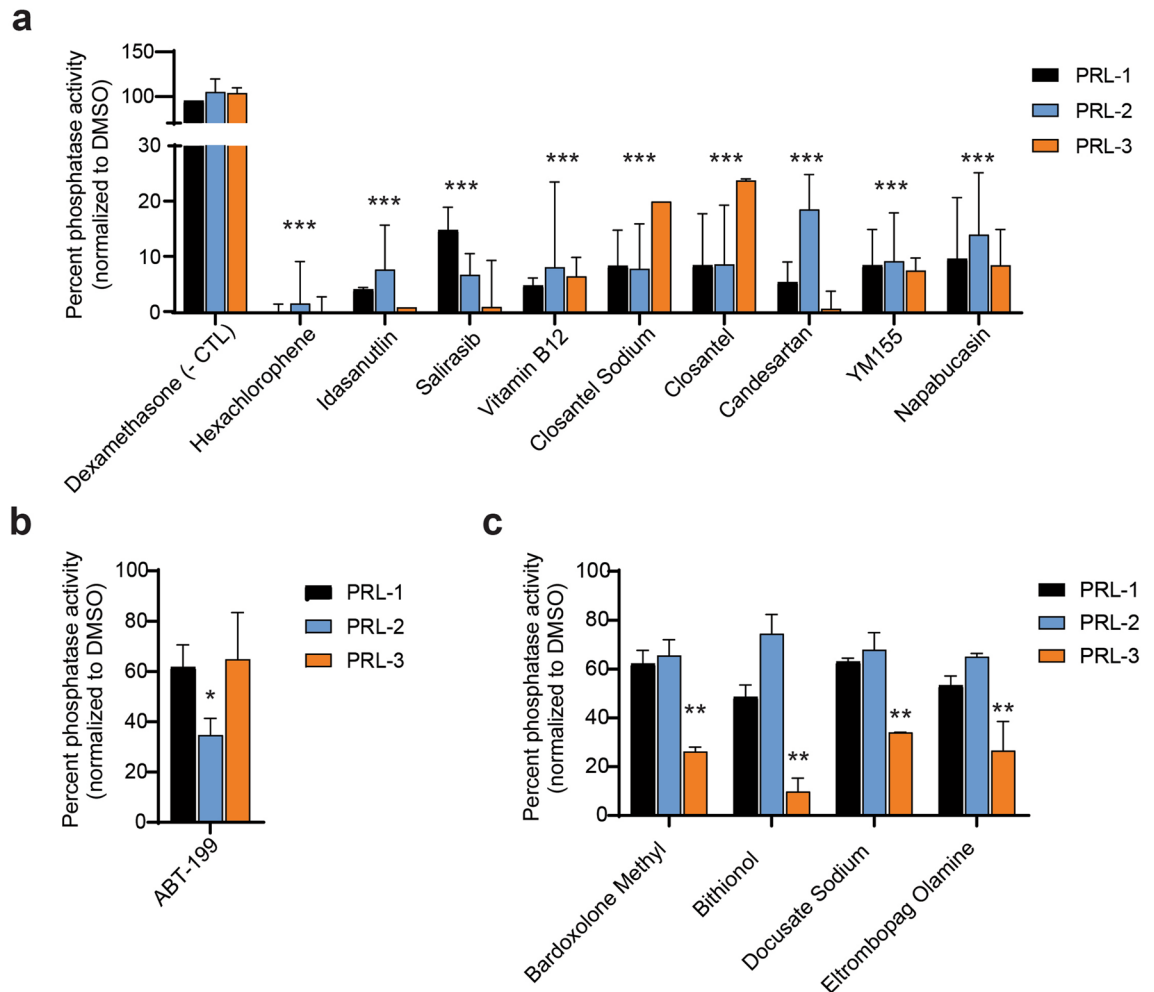 a
Percent phosphatase activity
(normalized to DMSO)
150
100
30
20
10
0
***
***
***
***
***
***
***
***
***
PRL-1
PRL-2
PRL-3
Dexamethasone (- CTL)
Hexachlorophene
Idasanutlin
Salirasib
Vitamin B12
Closantel Sodium
Closantel
Candesartan
YM155
Napabucasin
b
Percent phosphatase activity
(normalized to DMSO)
100
80
60
40
20
0
*
PRL-1
PRL-2
PRL-3
ABT-199
c
Percent phosphatase activity
(normalized to DMSO)
100
80
60
40
20
0
**
**
**
**
PRL-1
PRL-2
PRL-3
Bardoxolone Methyl
Bithionol
Docusate Sodium
Eltrombopag Olamine